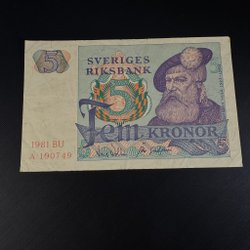 5
SVERIGES
RIKSBANK
5
Fem KRONOR
1981 BU
A 190749